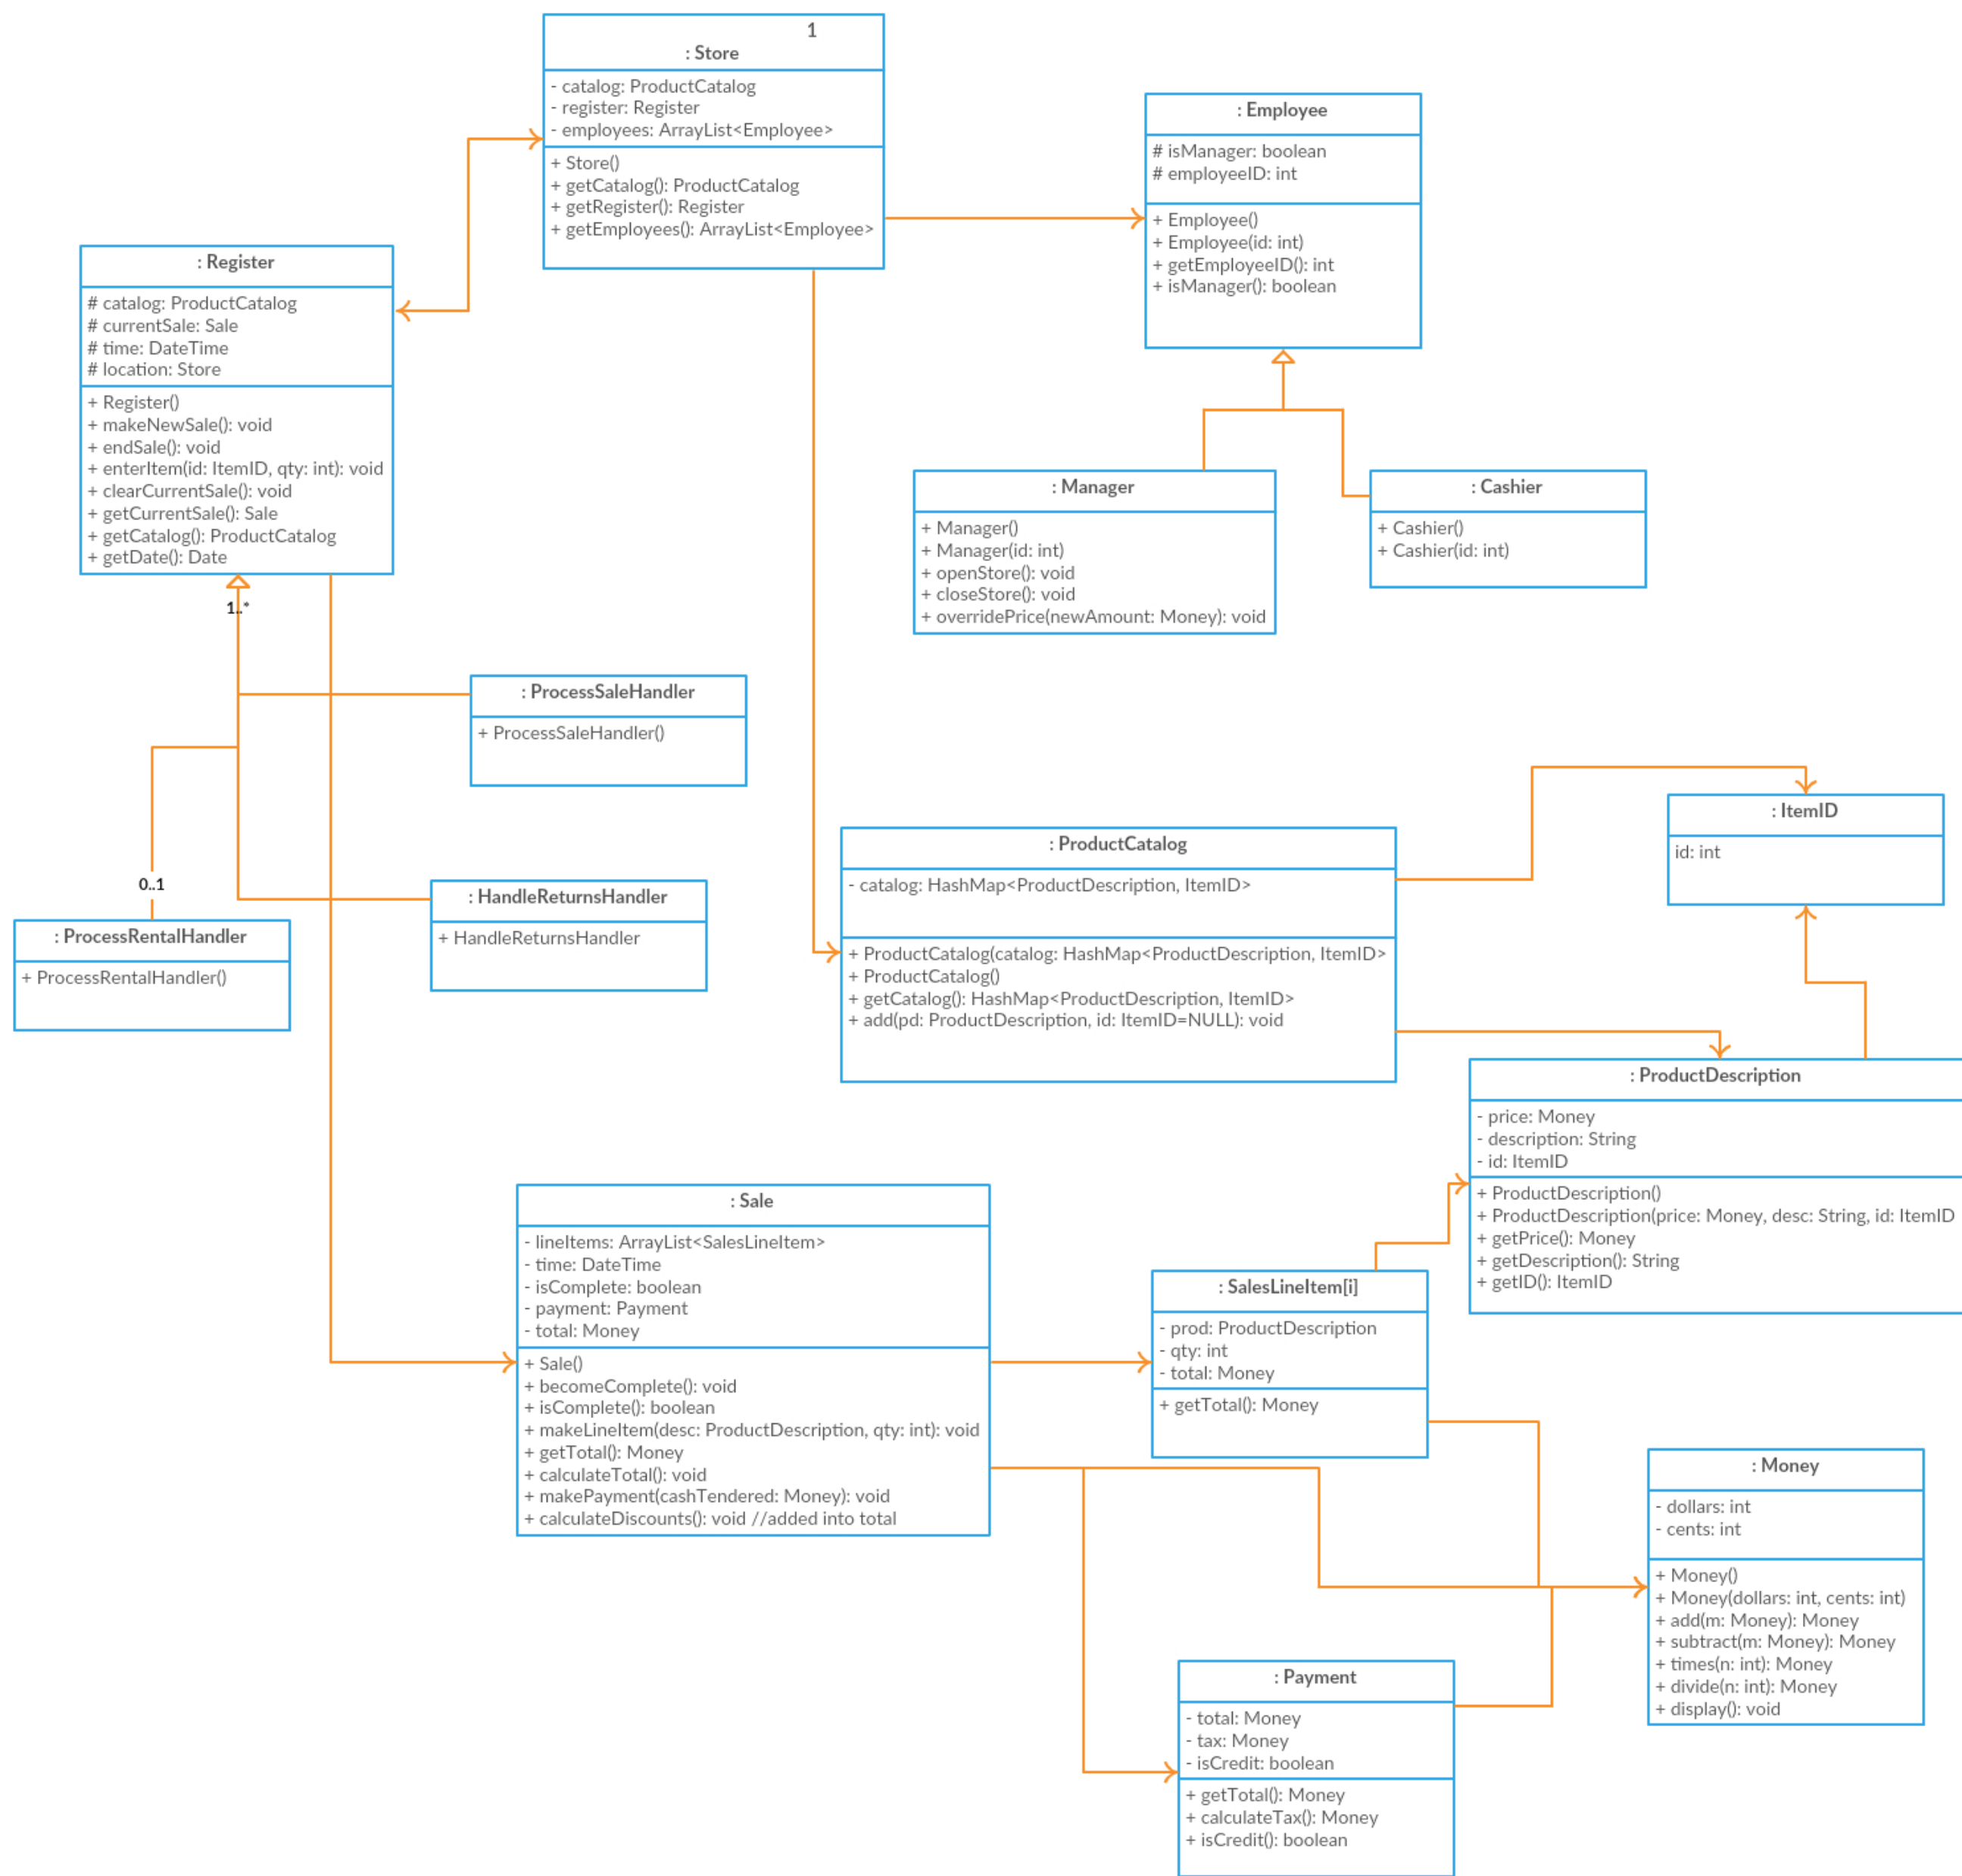 1
: Store
- catalog: ProductCatalog
- register: Register
- employees: ArrayList<Employee>
+ Store()
+ getCatalog(): ProductCatalog
+ getRegister(): Register
+ getEmployees(): ArrayList<Employee>
: Employee
# isManager: boolean
# employeeID: int
+ Employee()
+ Employee(id: int)
+ getEmployeeID(): int
+ isManager(): boolean
: Register
# catalog: ProductCatalog
# currentSale: Sale
# time: DateTime
# location: Store
+ Register()
+ makeNewSale(): void
+ endSale(): void
+ enterItem(id: ItemID, qty: int): void
+ clearCurrentSale(): void
+ getCurrentSale(): Sale
+ getCatalog(): ProductCatalog
+ getDate(): Date
1..*
: Manager
+ Manager()
+ Manager(id: int)
+ openStore(): void
+ closeStore(): void
+ overridePrice(newAmount: Money): void
: Cashier
+ Cashier()
+ Cashier(id: int)
: ProcessSaleHandler
+ ProcessSaleHandler()
0..1
: ProcessRentalHandler
+ ProcessRentalHandler()
: HandleReturnsHandler
+ HandleReturnsHandler
: ProductCatalog
- catalog: HashMap<ProductDescription, ItemID>
+ ProductCatalog(catalog: HashMap<ProductDescription, ItemID>
+ ProductCatalog()
+ getCatalog(): HashMap<ProductDescription, ItemID>
+ add(pd: ProductDescription, id: ItemID=NULL): void
: ItemID
id: int
: ProductDescription
- price: Money
- description: String
- id: ItemID
+ ProductDescription()
+ ProductDescription(price: Money, desc: String, id: ItemID
+ getPrice(): Money
+ getDescription(): String
+ getID(): ItemID
: Sale
- lineItems: ArrayList<SalesLineItem>
- time: DateTime
- isComplete: boolean
- payment: Payment
- total: Money
+ Sale()
+ becomeComplete(): void
+ isComplete(): boolean
+ makeLineItem(desc: ProductDescription, qty: int): void
+ getTotal(): Money
+ calculateTotal(): void
+ makePayment(cashTendered: Money): void
+ calculateDiscounts(): void //added into total
: SalesLineItem[i]
- prod: ProductDescription
- qty: int
- total: Money
+ getTotal(): Money
: Money
- dollars: int
- cents: int
+ Money()
+ Money(dollars: int, cents: int)
+ add(m: Money): Money
+ subtract(m: Money): Money
+ times(n: int): Money
+ divide(n: int): Money
+ display(): void
: Payment
- total: Money
- tax: Money
- isCredit: boolean
+ getTotal(): Money
+ calculateTax(): Money
+ isCredit(): boolean